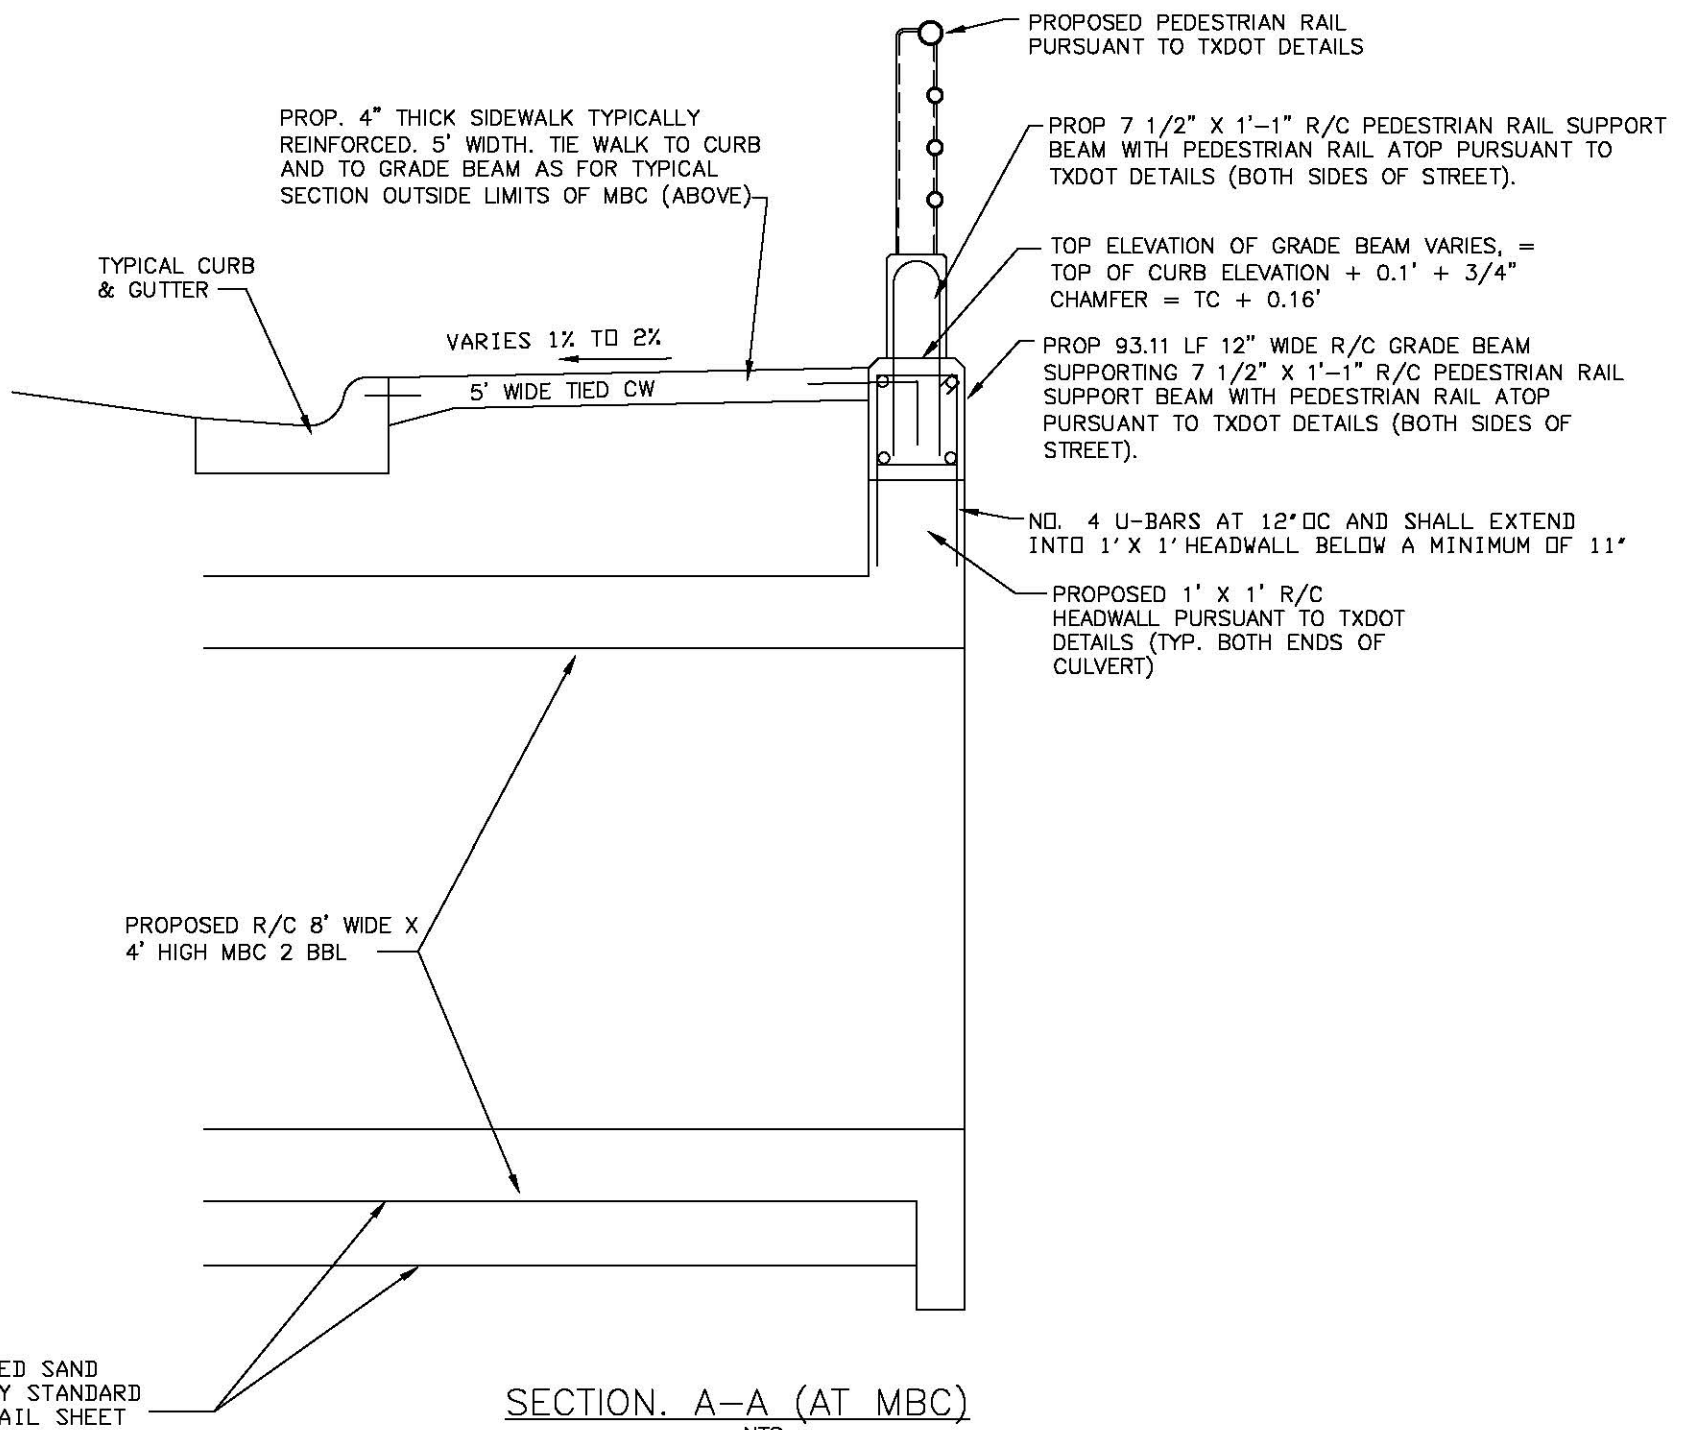 PROPOSED PEDESTRIAN RAIL
PURSUANT TO TXDOT DETAILS
PROP. 4" THICK SIDEWALK TYPICALLY
REINFORCED. 5' WIDTH. TIE WALK TO CURB
AND TO GRADE BEAM AS FOR TYPICAL
SECTION OUTSIDE LIMITS OF MBC (ABOVE)
PROP 7 1/2" X 1'-1" R/C PEDESTRIAN RAIL SUPPORT
BEAM WITH PEDESTRIAN RAIL ATOP PURSUANT TO
TXDOT DETAILS (BOTH SIDES OF STREET).
TOP ELEVATION OF GRADE BEAM VARIES, =
TOP OF CURB ELEVATION + 0.1' + 3/4"
CHAMFER = TC + 0.16'
TYPICAL CURB
& GUTTER
VARIES 1% TO 2%
5' WIDE TIED CW
PROP 93.11 LF 12" WIDE R/C GRADE BEAM
SUPPORTING 7 1/2" X 1'-1" R/C PEDESTRIAN RAIL
SUPPORT BEAM WITH PEDESTRIAN RAIL ATOP
PURSUANT TO TXDOT DETAILS (BOTH SIDES OF
STREET).
NO. 4 U-BARS AT 12" OC AND SHALL EXTEND
INTO 1' X 1' HEADWALL BELOW A MINIMUM OF 11"
PROPOSED 1' X 1' R/C
HEADWALL PURSUANT TO TXDOT
DETAILS (TYP. BOTH ENDS OF
CULVERT)
PROPOSED R/C 8' WIDE X
4' HIGH MBC 2 BBL
ED SAND
Y STANDARD
AIL SHEET
SECTION. A-A (AT MBC)